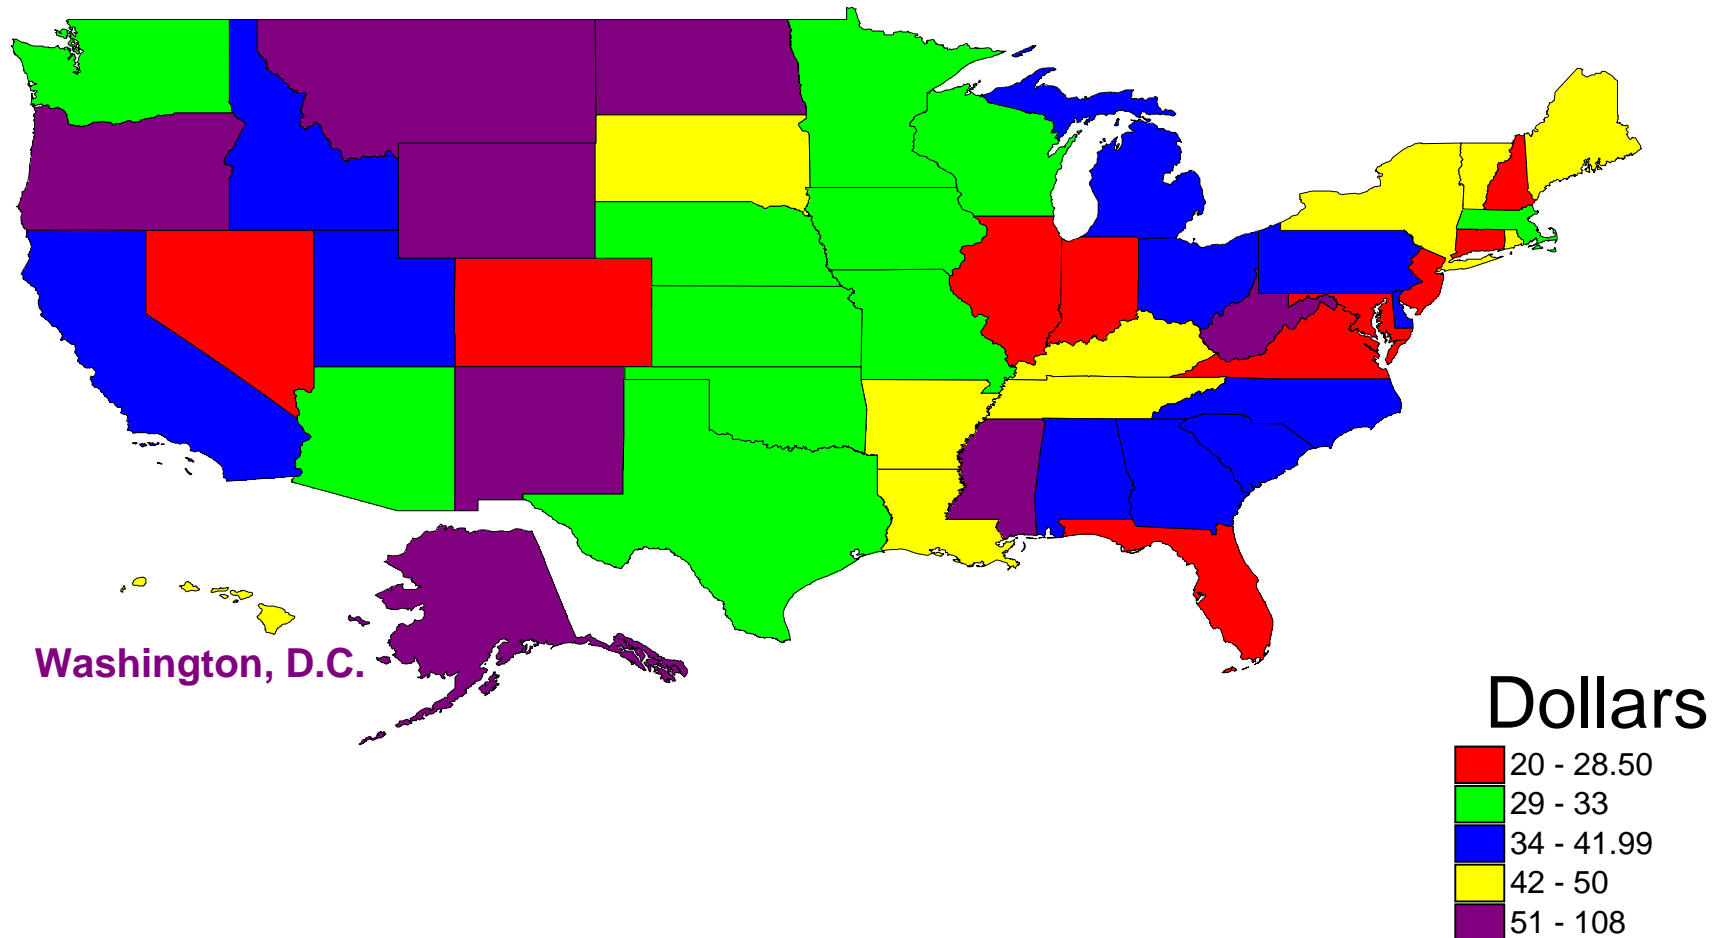 Washington, D.C.
Dollars
20 - 28.50
29 - 33
34 - 41.99
42 - 50
51 - 108